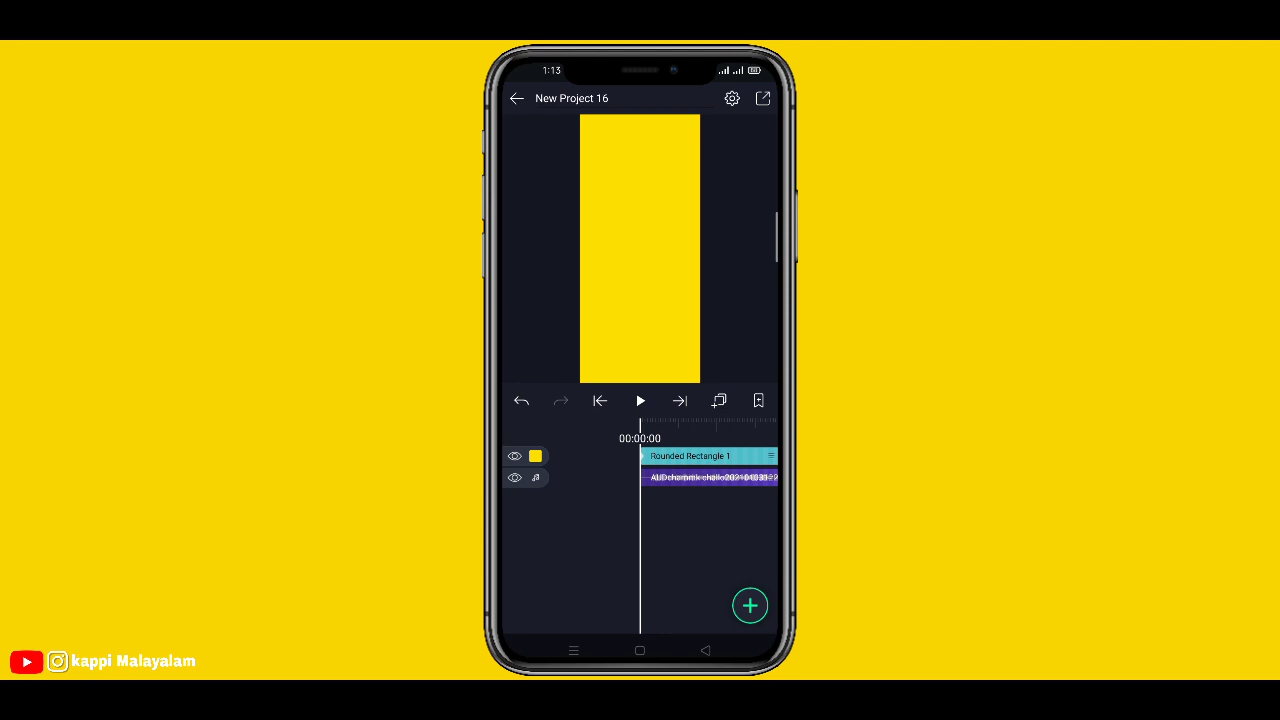 1:13
New Project 16
00:00:00
Rounded Rectangle 1
kappi Malayalam